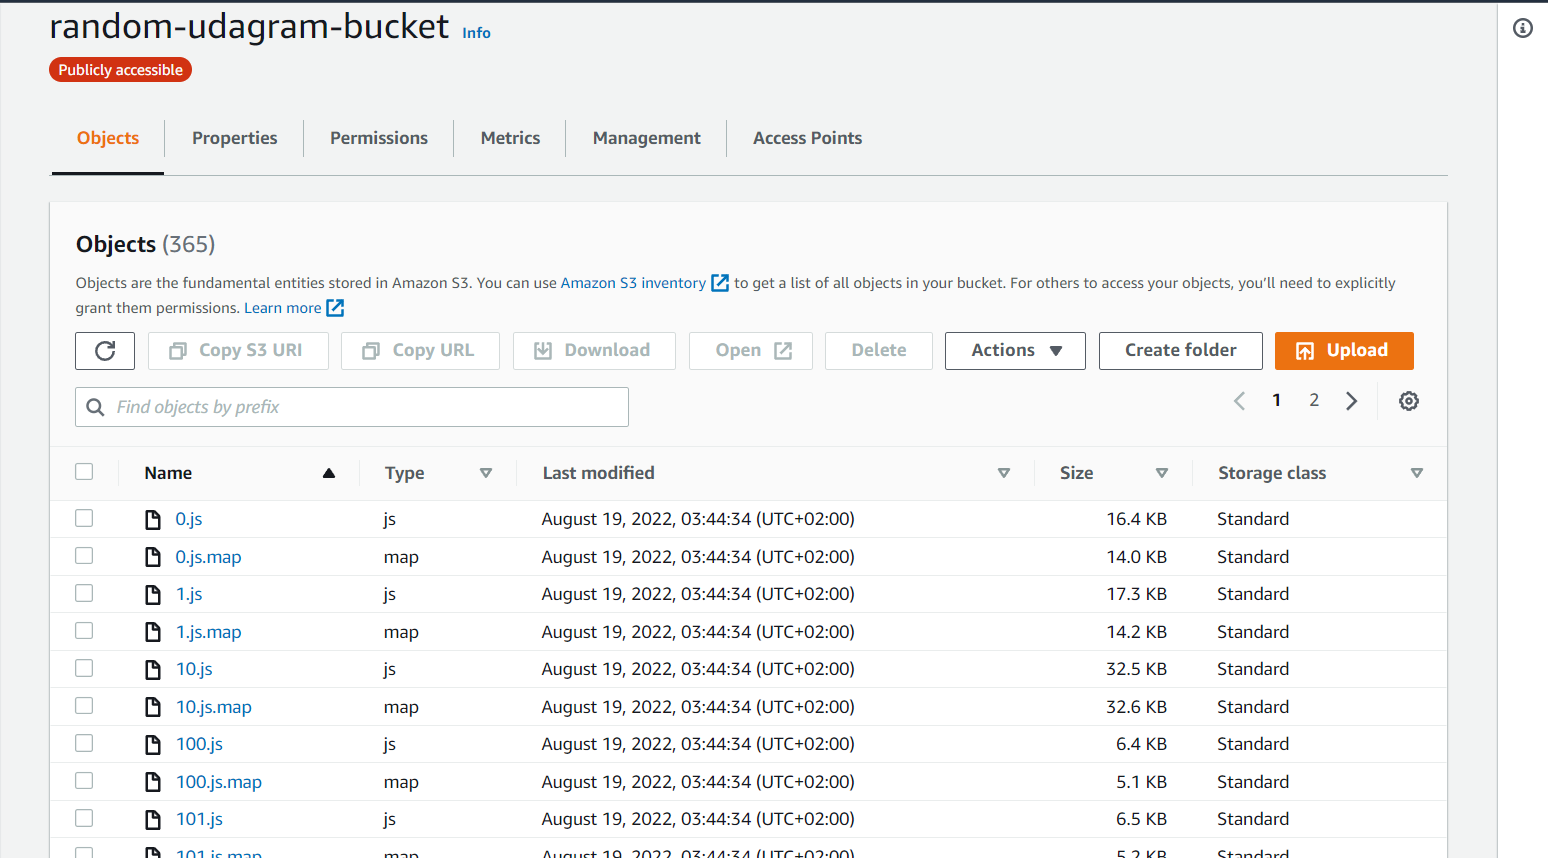 random-udagram-bucket Info
Publicly accessible
Objects Properties Permissions Metrics Management Access Points
Objects (365)
Objects are the fundamental entities stored in Amazon S3. You can use Amazon S3 inventory to get a list of all objects in your bucket. For others to access your objects, you'll need to explicitly
grant them permissions. Learn more
Copy S3 URI Copy URL Download Open Delete Actions Create folder Upload
Find objects by prefix 1 2
Name Type Last modified Size Storage class
0.js js August 19, 2022, 03:44:34 (UTC+02:00) 16.4 KB Standard
0.js.map map August 19, 2022, 03:44:34 (UTC+02:00) 14.0 KB Standard
1.js js August 19, 2022, 03:44:34 (UTC+02:00) 17.3 KB Standard
1.js.map map August 19, 2022, 03:44:34 (UTC+02:00) 14.2 KB Standard
10.js js August 19, 2022, 03:44:34 (UTC+02:00) 32.5 KB Standard
10.js.map map August 19, 2022, 03:44:34 (UTC+02:00) 32.6 KB Standard
100.js js August 19, 2022, 03:44:34 (UTC+02:00) 6.4 KB Standard
100.js.map map August 19, 2022, 03:44:34 (UTC+02:00) 5.1 KB Standard
101.js js August 19, 2022, 03:44:34 (UTC+02:00) 6.5 KB Standard
101.js.map map August 19, 2022, 03:44:34 (UTC+02:00) 5.2 KB Standard